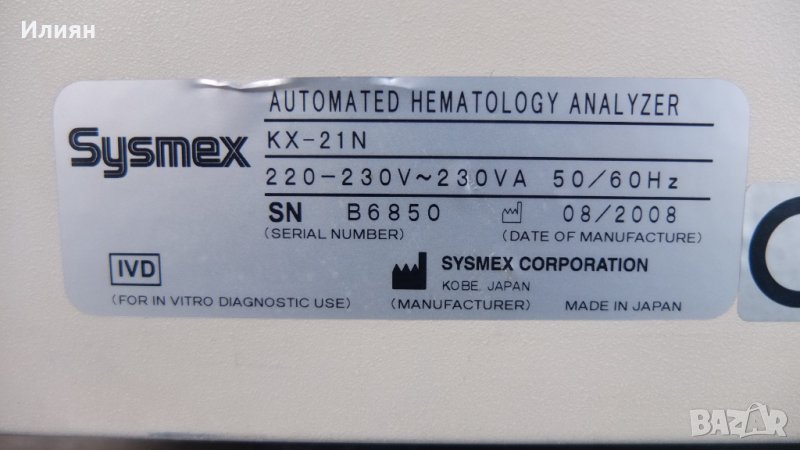 Илиян
Sysmex
AUTOMATED HEMATOLOGY ANALYZER
KX-21N
220-230V~230VA 50/60Hz
SN B6850 08/2008
(SERIAL NUMBER) (DATE OF MANUFACTURE)
IVD
(FOR IN VITRO DIAGNOSTIC USE)
SYSMEX CORPORATION
KOBE, JAPAN
(MANUFACTURER) MADE IN JAPAN
BAZAR